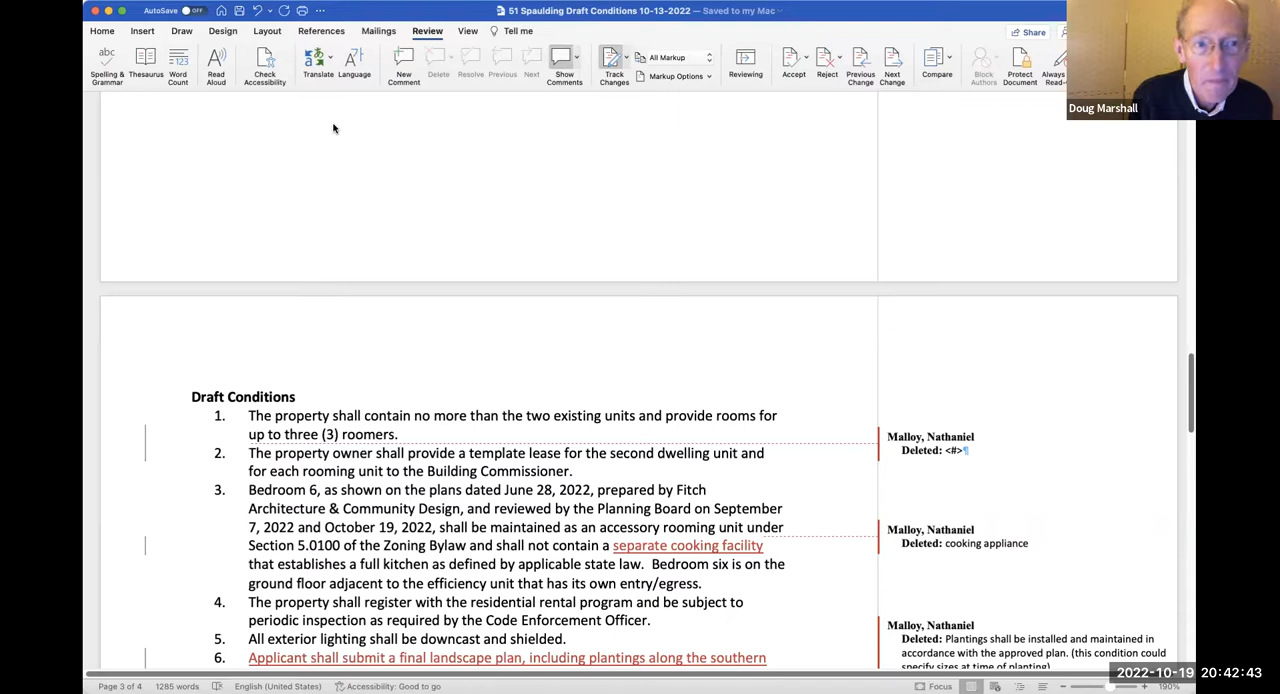 AutoSave OFF
51 Spaulding Draft Conditions 10-13-2022 — Saved to my Mac
Home Insert Draw Design Layout References Mailings Review View Tell me
Share
Spelling & Grammar
Thesaurus
Word Count
Read Aloud
Check Accessibility
Translate
Language
New Comment
Delete
Resolve
Previous
Next
Show Comments
Track Changes
All Markup
Markup Options
Reviewing
Accept
Reject
Previous Change
Next Change
Compare
Block Authors
Protect Document
Always Read-
Doug Marshall
Draft Conditions
1. The property shall contain no more than the two existing units and provide rooms for
up to three (3) roomers.
2. The property owner shall provide a template lease for the second dwelling unit and
for each rooming unit to the Building Commissioner.
3. Bedroom 6, as shown on the plans dated June 28, 2022, prepared by Fitch
Architecture & Community Design, and reviewed by the Planning Board on September
7, 2022 and October 19, 2022, shall be maintained as an accessory rooming unit under
Section 5.0100 of the Zoning Bylaw and shall not contain a separate cooking facility
that establishes a full kitchen as defined by applicable state law. Bedroom six is on the
ground floor adjacent to the efficiency unit that has its own entry/egress.
4. The property shall register with the residential rental program and be subject to
periodic inspection as required by the Code Enforcement Officer.
5. All exterior lighting shall be downcast and shielded.
6. Applicant shall submit a final landscape plan, including plantings along the southern
Malloy, Nathaniel
Deleted: <#>¶
Malloy, Nathaniel
Deleted: cooking appliance
Malloy, Nathaniel
Deleted: Plantings shall be installed and maintained in
accordance with the approved plan. (this condition could
specify sizes at time of planting)
2022-10-19 20:42:43
Page 3 of 4 1285 words English (United States) Accessibility: Good to go Focus 190%